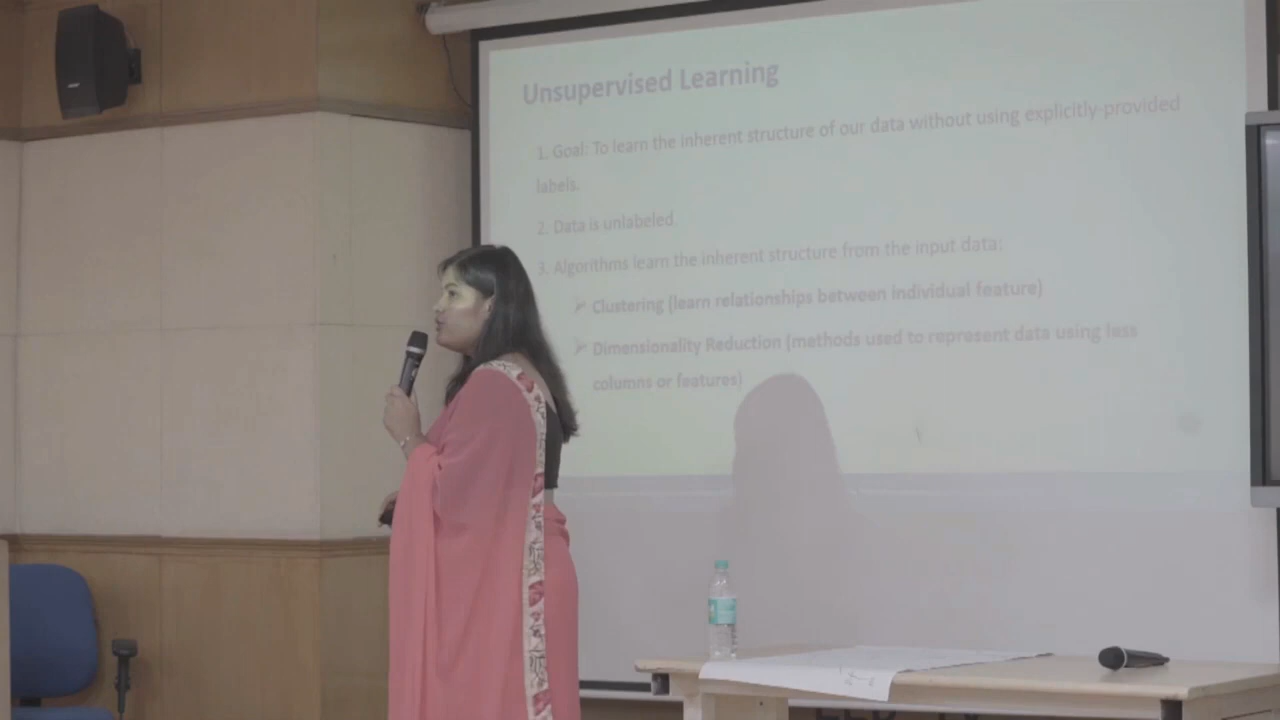 Unsupervised Learning
1. Goal: To learn the inherent structure of our data without using explicitly-provided
labels.
2. Data is unlabeled.
3. Algorithms learn the inherent structure from the input data:
➢ Clustering (learn relationships between individual feature)
➢ Dimensionality Reduction (methods used to represent data using less
columns or features)